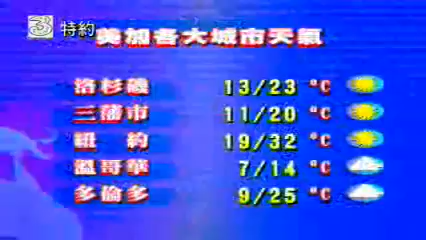 3 特約
美加各大城市天氣
洛杉磯 13/23 °C
三藩市 11/20 °C
紐約 19/32 °C
溫哥華 7/14 °C
多倫多 9/25 °C